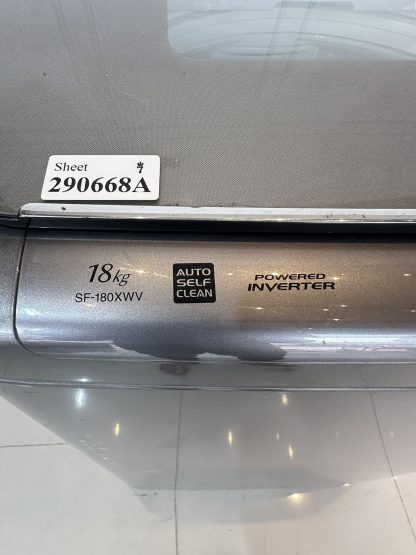 Sheet
290668A
18kg
SF-180XWV
AUTO
SELF
CLEAN
POWERED
INVERTER